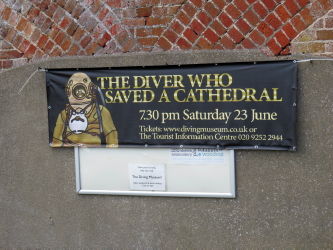 THE DIVER WHO
SAVED A CATHEDRAL
7.30 pm Saturday 23 June
Tickets: www.divingmuseum.co.uk or
The Tourist Information Centre 020 9252 2944
The Diving Museum